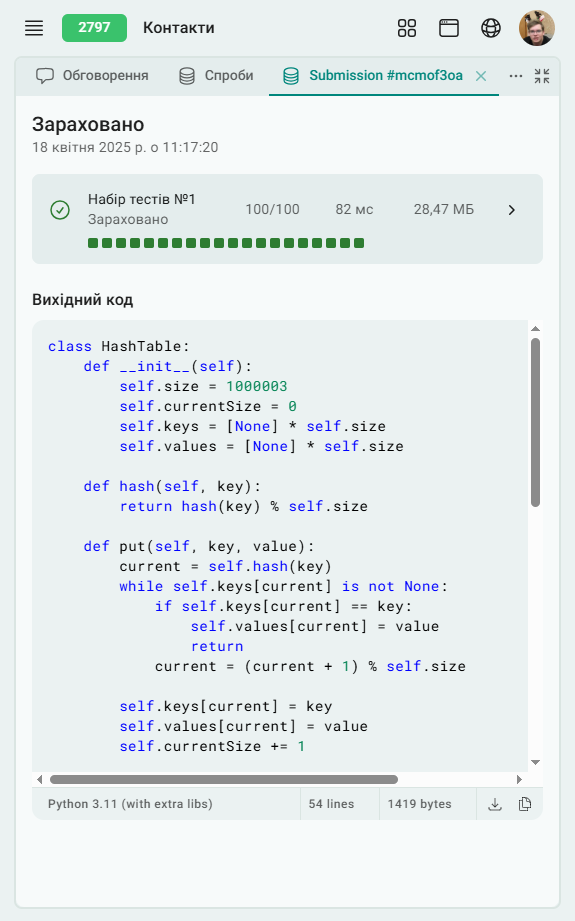 2797 Контакти
Обговорення Спроби Submission #mcmof3oa
Зараховано
18 квітня 2025 р. о 11:17:20
Набір тестів №1
Зараховано
100/100 82 мс 28,47 МБ
Вихідний код
class HashTable:
    def __init__(self):
        self.size = 1000003
        self.currentSize = 0
        self.keys = [None] * self.size
        self.values = [None] * self.size
    def hash(self, key):
        return hash(key) % self.size
    def put(self, key, value):
        current = self.hash(key)
        while self.keys[current] is not None:
            if self.keys[current] == key:
                self.values[current] = value
                return
            current = (current + 1) % self.size
        self.keys[current] = key
        self.values[current] = value
        self.currentSize += 1
Python 3.11 (with extra libs) 54 lines 1419 bytes